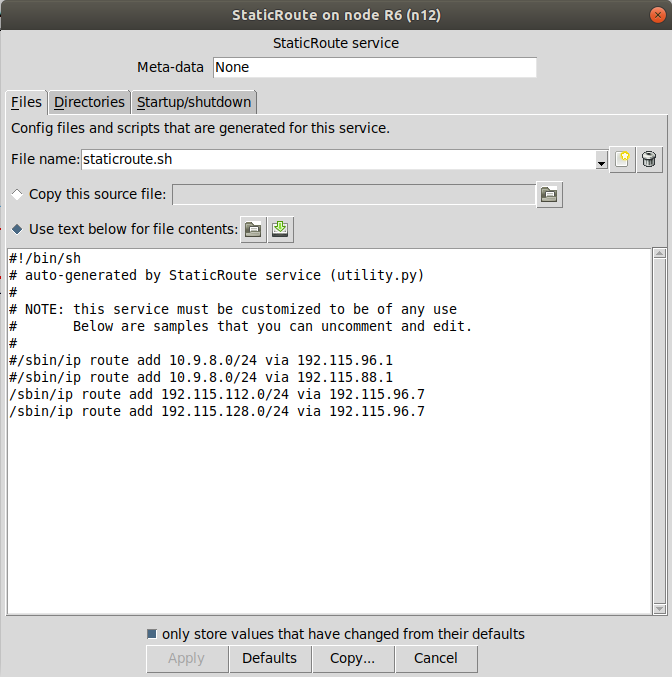 StaticRoute on node R6 (n12)
StaticRoute service
Meta-data None
Files Directories Startup/shutdown
Config files and scripts that are generated for this service.
File name: staticroute.sh
Copy this source file:
Use text below for file contents:
#!/bin/sh
# auto-generated by StaticRoute service (utility.py)
#
# NOTE: this service must be customized to be of any use
#       Below are samples that you can uncomment and edit.
#
#/sbin/ip route add 10.9.8.0/24 via 192.115.96.1
#/sbin/ip route add 10.9.8.0/24 via 192.115.88.1
/sbin/ip route add 192.115.112.0/24 via 192.115.96.7
/sbin/ip route add 192.115.128.0/24 via 192.115.96.7
only store values that have changed from their defaults
Apply Defaults Copy... Cancel